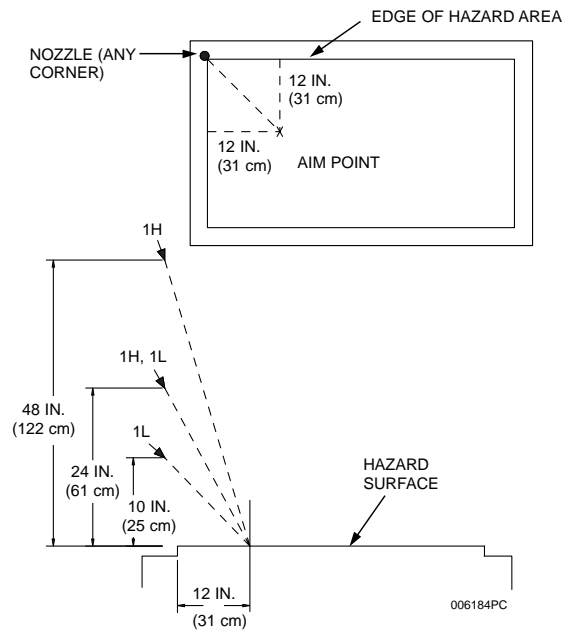 EDGE OF HAZARD AREA
NOZZLE (ANY
CORNER)
12 IN.
(31 cm)
12 IN.
(31 cm)
AIM POINT
1H
1H, 1L
1L
48 IN.
(122 cm)
24 IN.
(61 cm)
10 IN.
(25 cm)
HAZARD
SURFACE
12 IN.
(31 cm)
006184PC